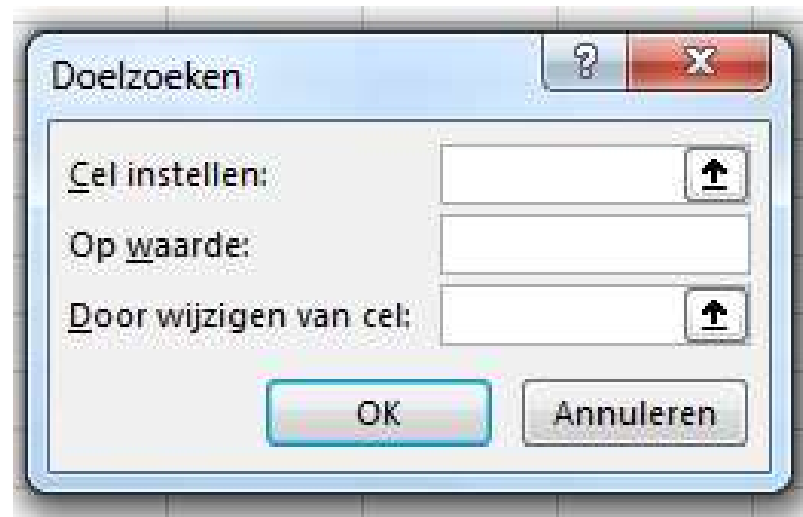 Doelzoeken
Cel instellen:
Op waarde:
Door wijzigen van cel:
OK Annuleren